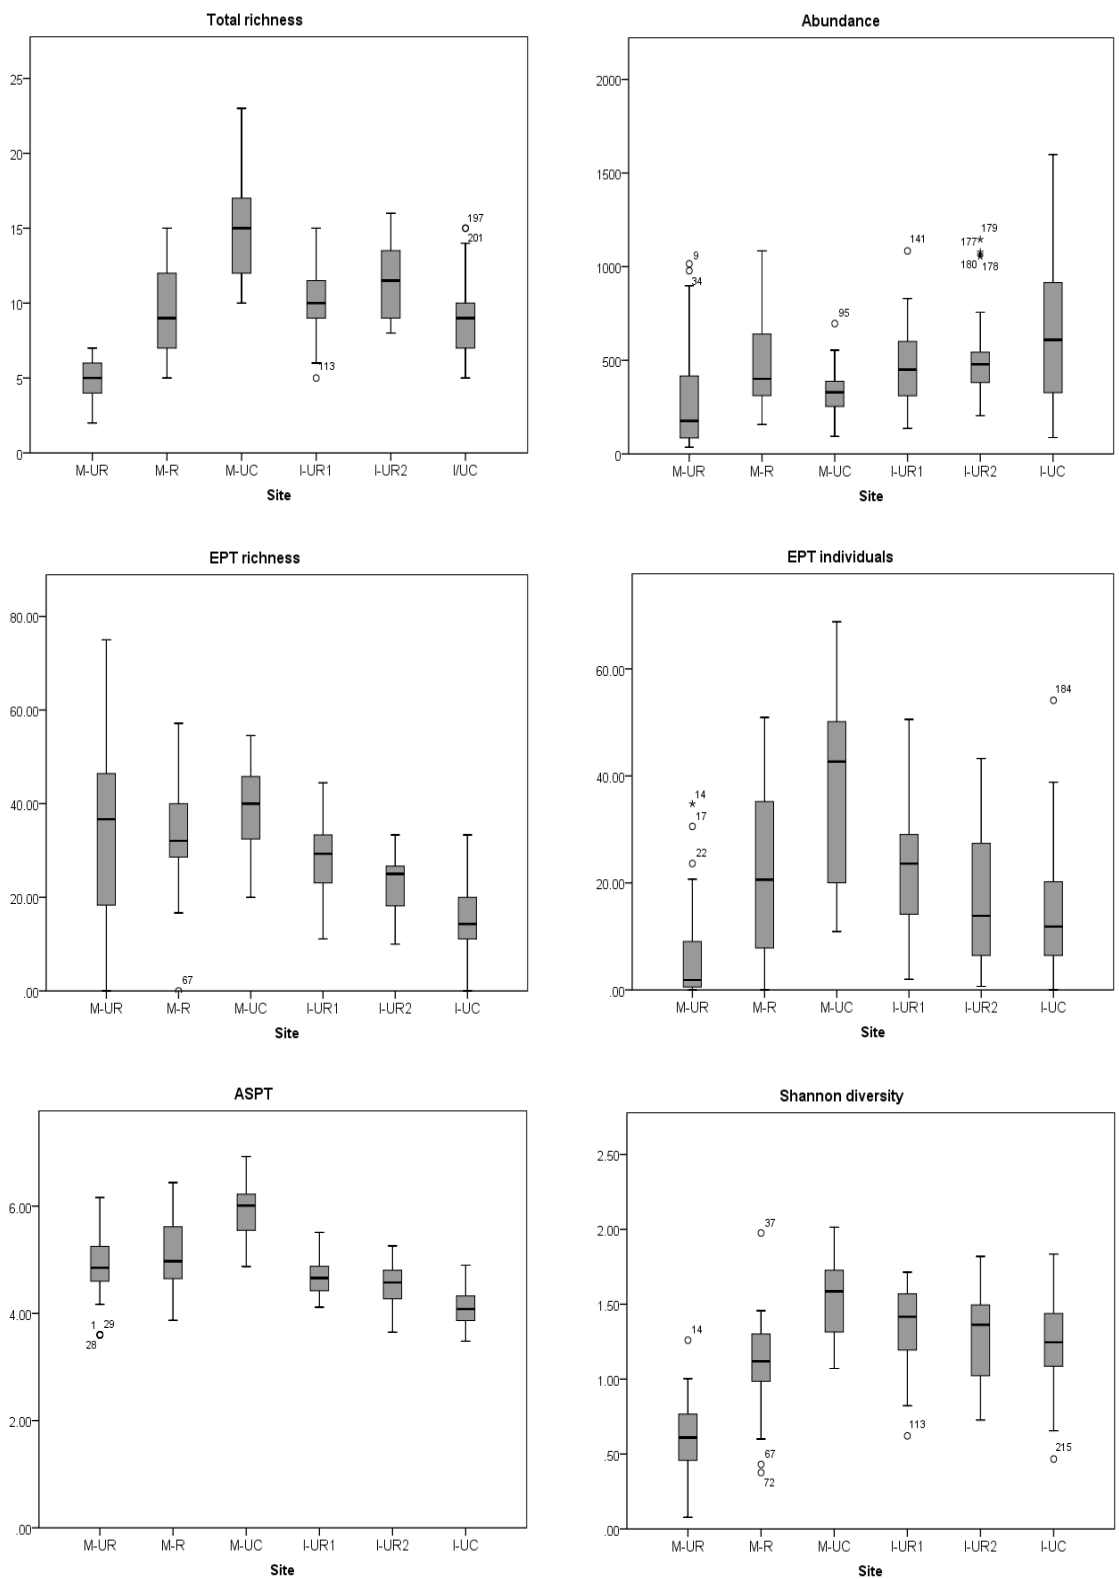 Total richness
25
20
15
10
5
0
197
201
113
M-UR M-R M-UC I-UR1 I-UR2 I/UC
Site
Abundance
2000
1500
1000
500
0
9
34
95
141
179
177
180 178
M-UR M-R M-UC I-UR1 I-UR2 I-UC
Site
EPT richness
80.00
60.00
40.00
20.00
.00
67
M-UR M-R M-UC I-UR1 I-UR2 I-UC
Site
EPT individuals
60.00
40.00
20.00
.00
14
17
22
184
M-UR M-R M-UC I-UR1 I-UR2 I-UC
Site
ASPT
6.00
4.00
2.00
.00
1 29
28
M-UR M-R M-UC I-UR1 I-UR2 I-UC
Site
Shannon diversity
2.50
2.00
1.50
1.00
.50
.00
14
37
67
72
113
215
M-UR M-R M-UC I-UR1 I-UR2 I-UC
Site